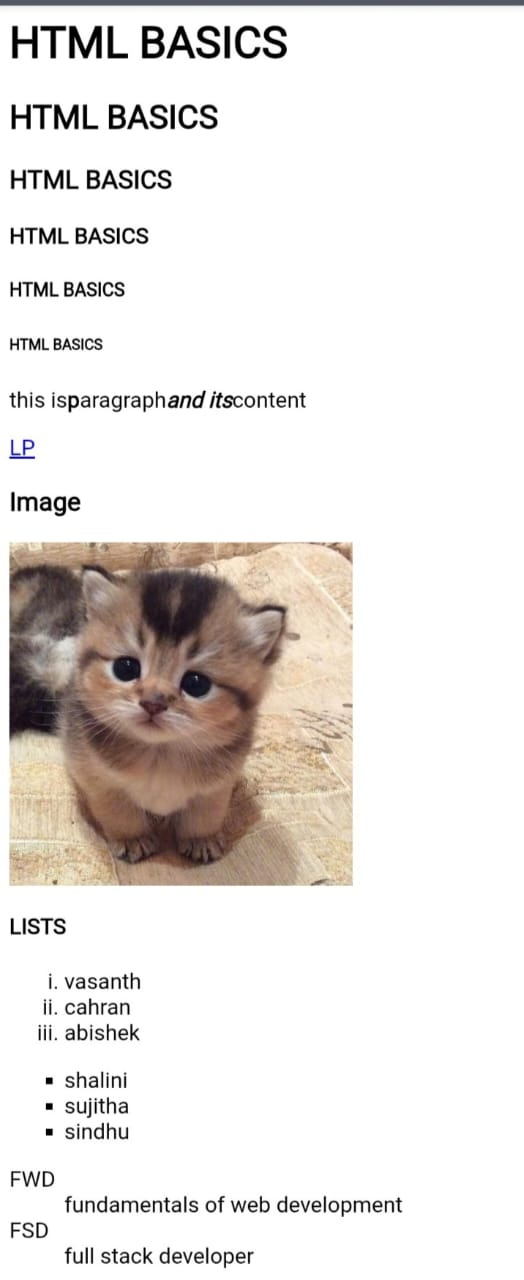 HTML BASICS
HTML BASICS
HTML BASICS
HTML BASICS
HTML BASICS
HTML BASICS
this isparagraphand itscontent
LP
Image
LISTS
i. vasanth
ii. cahran
iii. abishek
▪ shalini
▪ sujitha
▪ sindhu
FWD
fundamentals of web development
FSD
full stack developer